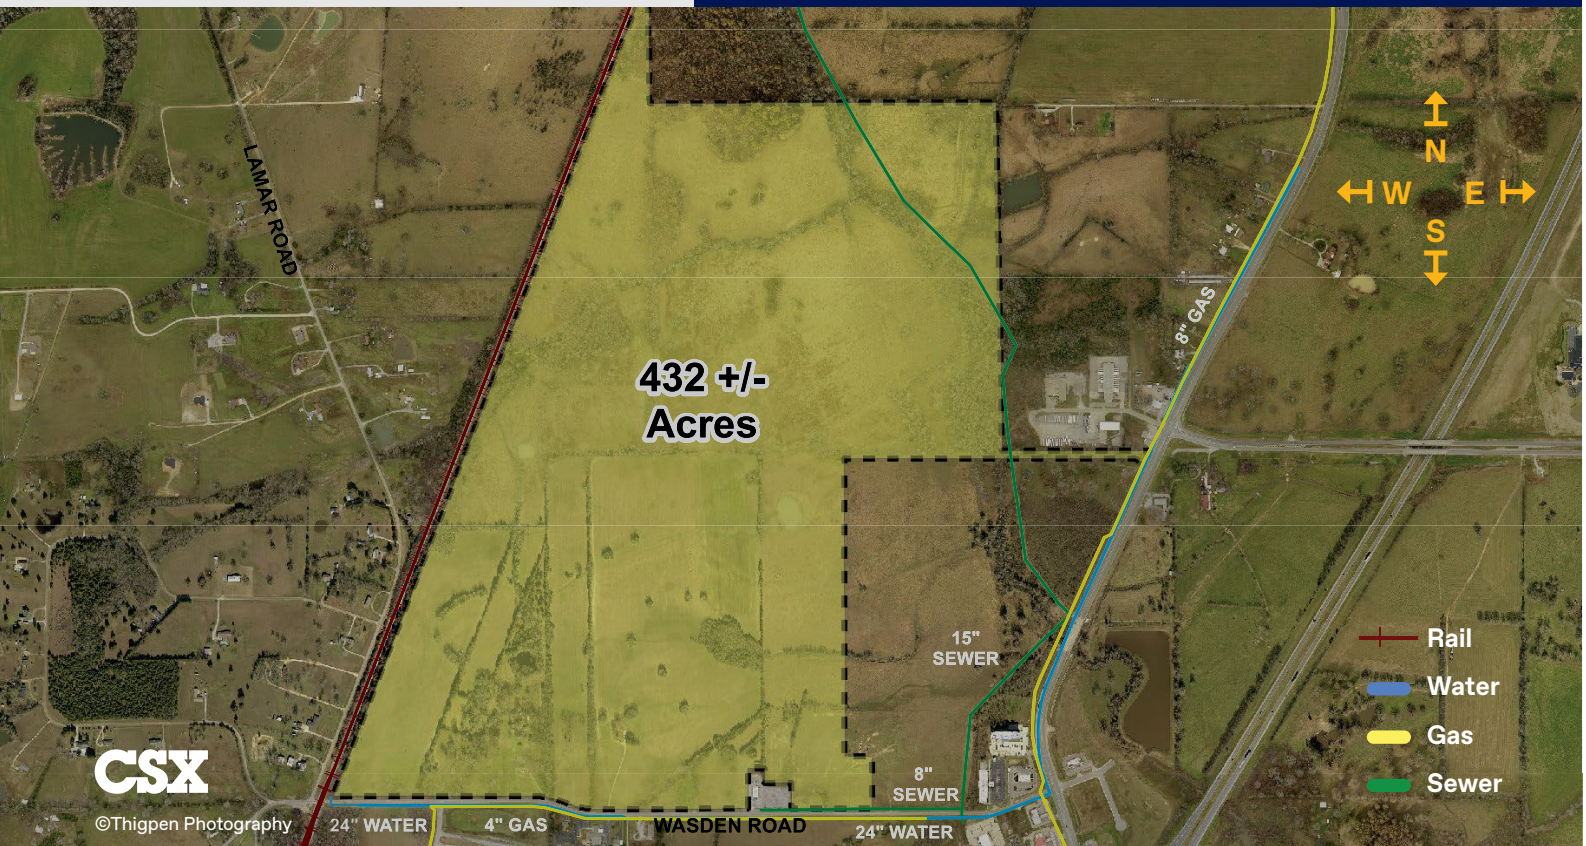 LAMAR ROAD
N
W E
S
8" GAS
432 +/-
Acres
15"
SEWER
Rail
Water
Gas
Sewer
8"
SEWER
CSX
©Thigpen Photography
24" WATER
4" GAS
WASDEN ROAD
24" WATER